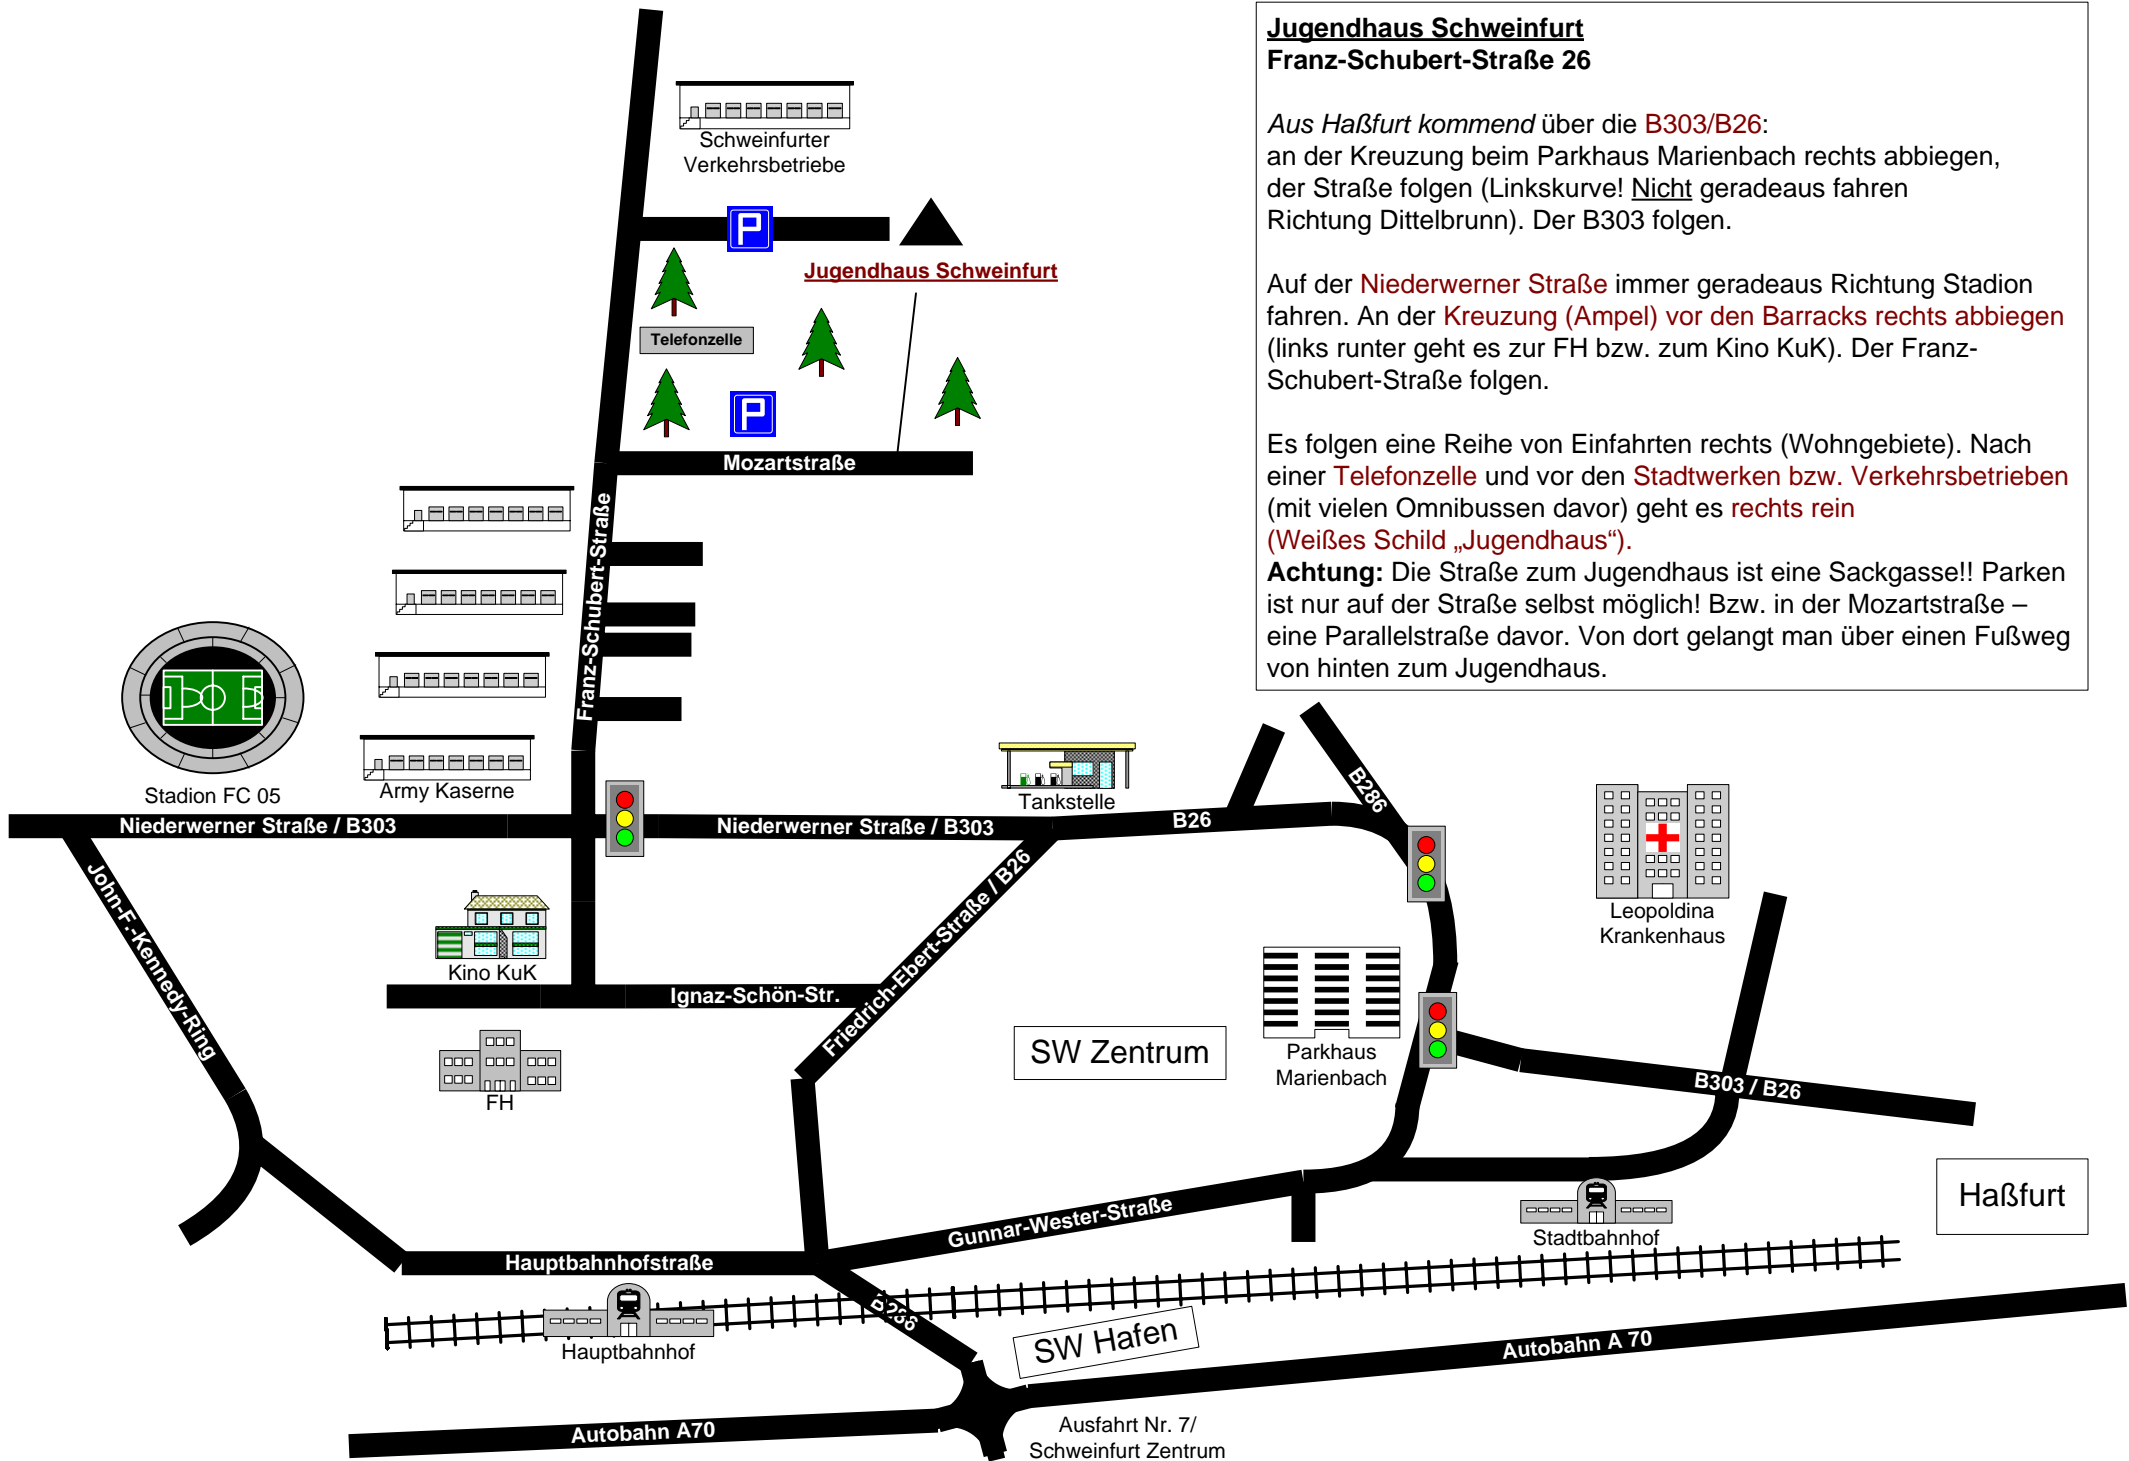 Jugendhaus Schweinfurt
Franz-Schubert-Straße 26
Aus Haßfurt kommend über die B303/B26:
an der Kreuzung beim Parkhaus Marienbach rechts abbiegen,
der Straße folgen (Linkskurve! Nicht geradeaus fahren
Richtung Dittelbrunn). Der B303 folgen.
Auf der Niederwerner Straße immer geradeaus Richtung Stadion
fahren. An der Kreuzung (Ampel) vor den Barracks rechts abbiegen
(links runter geht es zur FH bzw. zum Kino KuK). Der Franz-
Schubert-Straße folgen.
Es folgen eine Reihe von Einfahrten rechts (Wohngebiete). Nach
einer Telefonzelle und vor den Stadtwerken bzw. Verkehrsbetrieben
(mit vielen Omnibussen davor) geht es rechts rein
(Weißes Schild „Jugendhaus“).
Achtung: Die Straße zum Jugendhaus ist eine Sackgasse!! Parken
ist nur auf der Straße selbst möglich! Bzw. in der Mozartstraße –
eine Parallelstraße davor. Von dort gelangt man über einen Fußweg
von hinten zum Jugendhaus.
Schweinfurter
Verkehrsbetriebe
P
Jugendhaus Schweinfurt
Telefonzelle
P
Mozartstraße
Franz-Schubert-Straße
Stadion FC 05
Army Kaserne
Tankstelle
B286
Niederwerner Straße / B303
Niederwerner Straße / B303
B26
John-F.-Kennedy-Ring
Friedrich-Ebert-Straße / B26
Leopoldina
Krankenhaus
Kino KuK
Ignaz-Schön-Str.
FH
SW Zentrum
Parkhaus
Marienbach
B303 / B26
Haßfurt
Gunnar-Wester-Straße
Stadtbahnhof
Hauptbahnhofstraße
B286
Hauptbahnhof
SW Hafen
Autobahn A 70
Autobahn A70
Ausfahrt Nr. 7/
Schweinfurt Zentrum